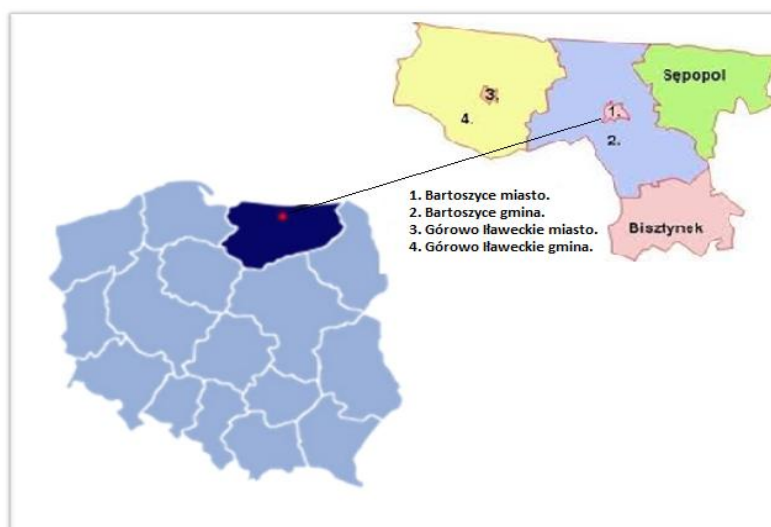 Sępopol
3.
4.
1.
2.
1. Bartoszyce miasto.
2. Bartoszyce gmina.
3. Górowo Iławeckie miasto.
4. Górowo Iławeckie gmina.
Bisztynek